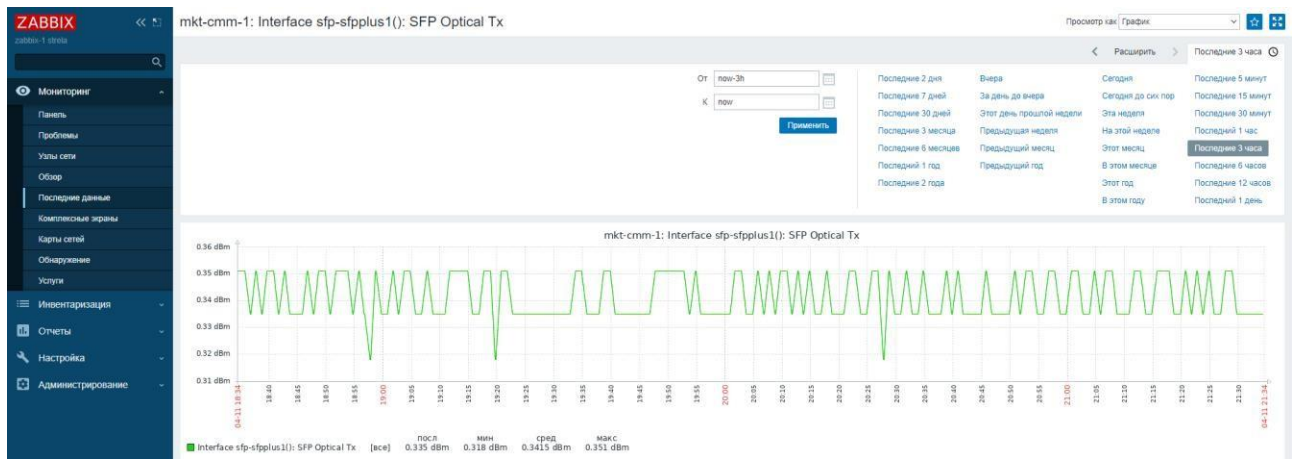 ZABBIX
zabbix-1 strela
Мониторинг
Панель
Проблемы
Узлы сети
Обзор
Последние данные
Комплексные экраны
Карты сетей
Обнаружение
Услуги
Инвентаризация
Отчеты
Настройка
Администрирование
mkt-cmm-1: Interface sfp-sfpplus1(): SFP Optical Tx
Просмотр как График
Расширить Последние 3 часа
От now-3h
К now
Применить
Последние 2 дня Вчера Сегодня Последние 5 минут
Последние 7 дней За день до вчера Сегодня до сих пор Последние 15 минут
Последние 30 дней Этот день прошлой недели Эта неделя Последние 30 минут
Последние 3 месяца Предыдущая неделя На этой неделе Последний 1 час
Последние 6 месяцев Предыдущий месяц Этот месяц Последние 3 часа
Последний 1 год Предыдущий год В этом месяце Последние 6 часов
Последние 2 года Этот год Последние 12 часов
В этом году Последний 1 день
mkt-cmm-1: Interface sfp-sfpplus1(): SFP Optical Tx
0.36 dBm
0.35 dBm
0.34 dBm
0.33 dBm
0.32 dBm
0.31 dBm
04-11 18:34 18:40 18:45 18:50 18:55 19:00 19:05 19:10 19:15 19:20 19:25 19:30 19:35 19:40 19:45 19:50 19:55 20:00 20:05 20:10 20:15 20:20 20:25 20:30 20:35 20:40 20:45 20:50 20:55 21:00 21:05 21:10 21:15 21:20 21:25 21:30 04-11 21:34
посл мин сред макс
Interface sfp-sfpplus1(): SFP Optical Tx [все] 0.335 dBm 0.318 dBm 0.3415 dBm 0.351 dBm